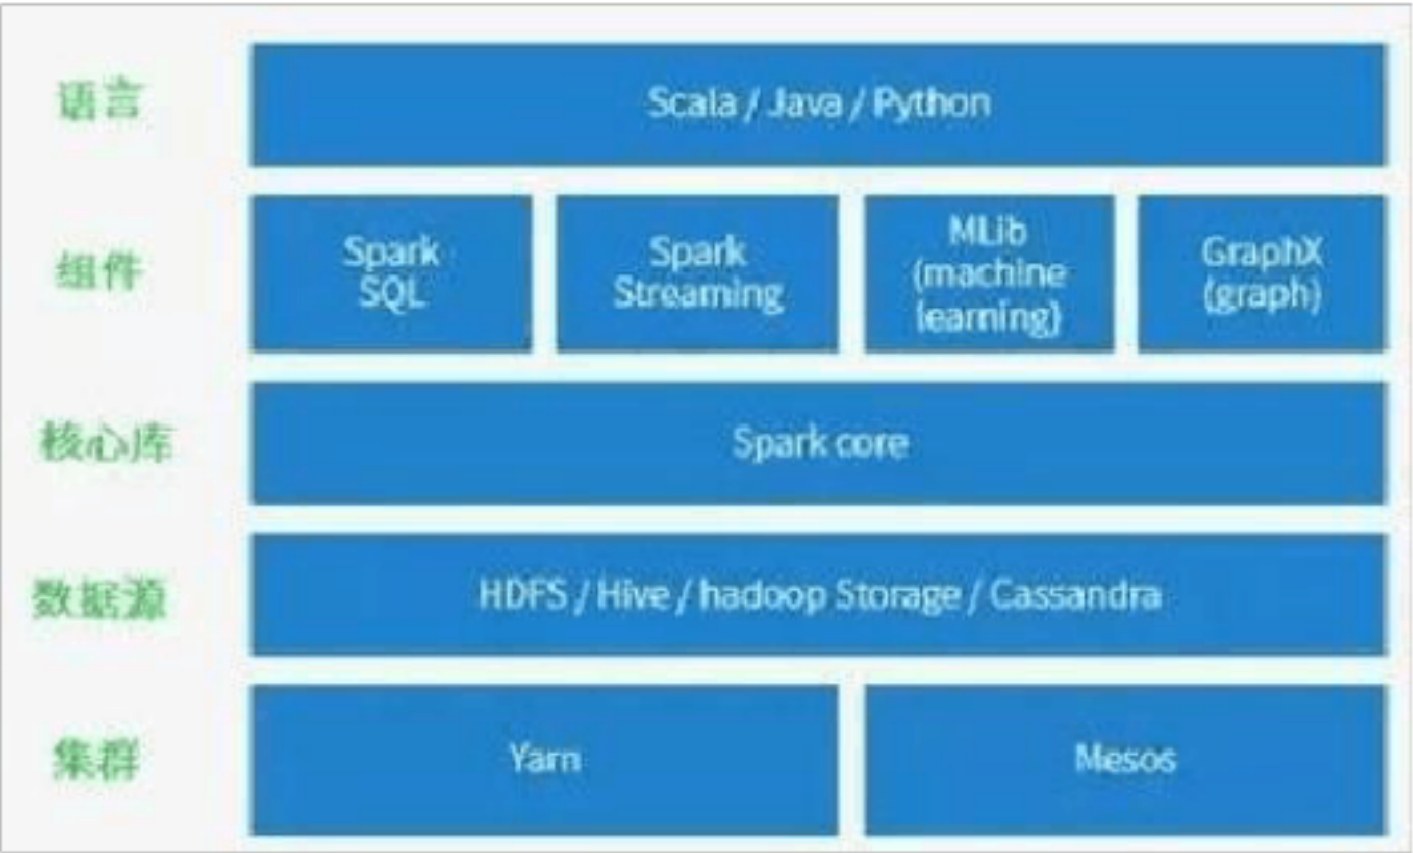 语言
Scala / Java / Python
组件
Spark
SQL
Spark
Streaming
MLib
(machine
learning)
GraphX
(graph)
核心库
Spark core
数据源
HDFS / Hive / hadoop Storage / Cassandra
集群
Yarn
Mesos